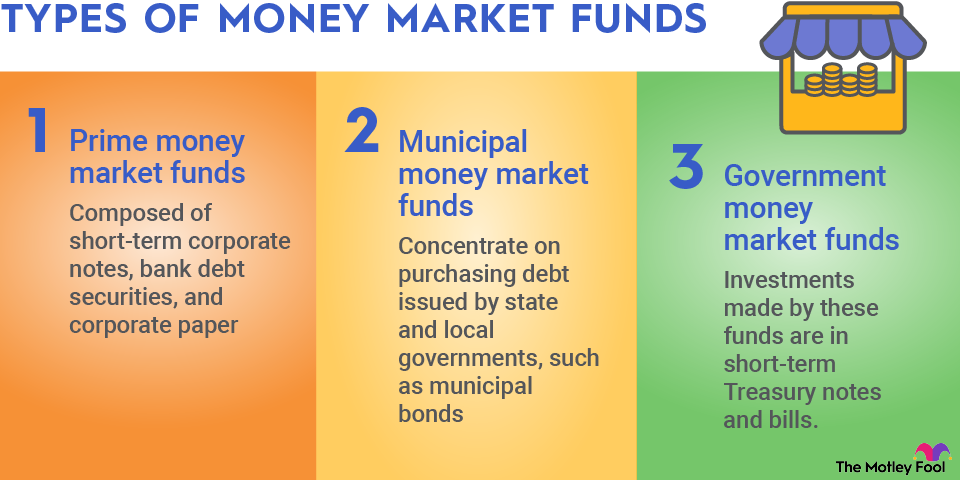 TYPES OF MONEY MARKET FUNDS
1
Prime money
market funds
Composed of
short-term corporate
notes, bank debt
securities, and
corporate paper
2
Municipal
money market
funds
Concentrate on
purchasing debt
issued by state
and local
governments, such
as municipal
bonds
3
Government
money
market funds
Investments
made by these
funds are in
short-term
Treasury notes
and bills.
The Motley Fool